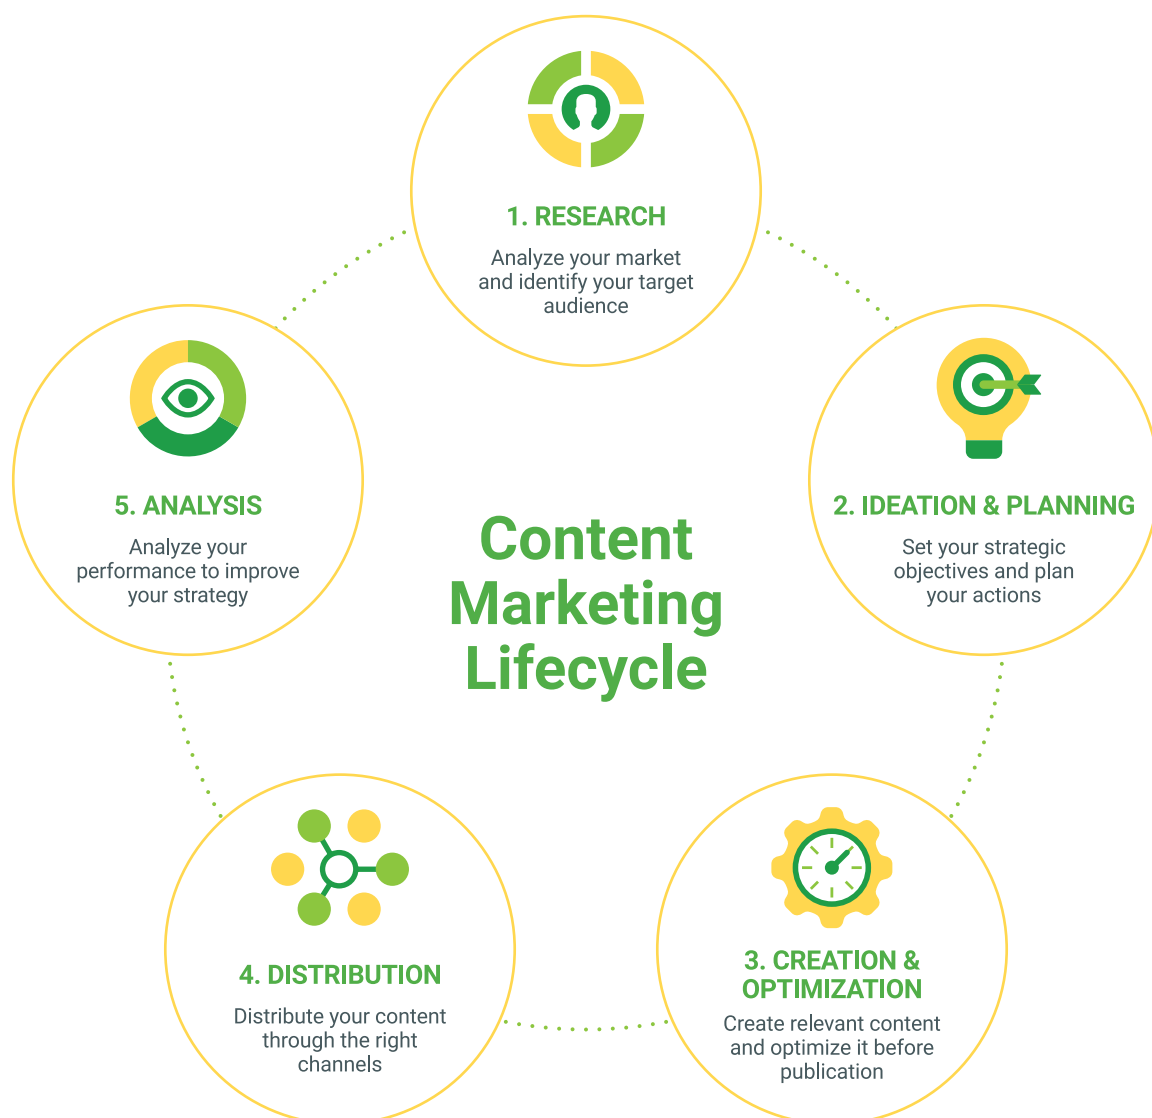 1. RESEARCH
Analyze your market
and identify your target
audience
2. IDEATION & PLANNING
Set your strategic
objectives and plan
your actions
3. CREATION &
OPTIMIZATION
Create relevant content
and optimize it before
publication
4. DISTRIBUTION
Distribute your content
through the right
channels
5. ANALYSIS
Analyze your
performance to improve
your strategy
Content
Marketing
Lifecycle